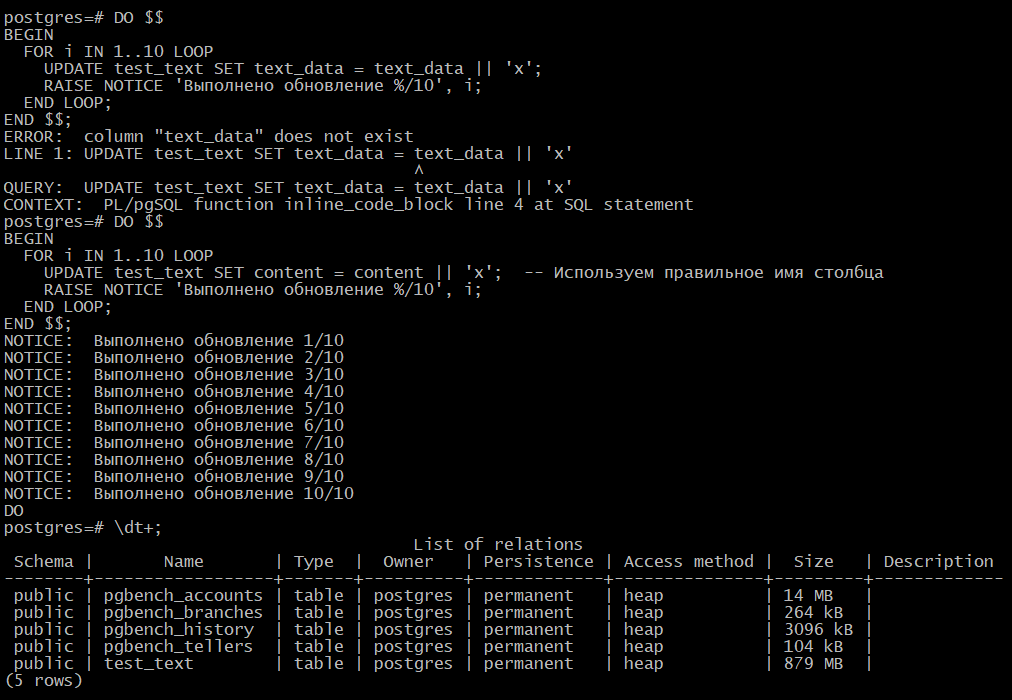 postgres=# DO $$
BEGIN
  FOR i IN 1..10 LOOP
    UPDATE test_text SET text_data = text_data || 'x';
    RAISE NOTICE 'Выполнено обновление %/10', i;
  END LOOP;
END $$;
ERROR:  column "text_data" does not exist
LINE 1: UPDATE test_text SET text_data = text_data || 'x'
                                         ^
QUERY:  UPDATE test_text SET text_data = text_data || 'x'
CONTEXT:  PL/pgSQL function inline_code_block line 4 at SQL statement
postgres=# DO $$
BEGIN
  FOR i IN 1..10 LOOP
    UPDATE test_text SET content = content || 'x';  -- Используем правильное имя столбца
    RAISE NOTICE 'Выполнено обновление %/10', i;
  END LOOP;
END $$;
NOTICE:  Выполнено обновление 1/10
NOTICE:  Выполнено обновление 2/10
NOTICE:  Выполнено обновление 3/10
NOTICE:  Выполнено обновление 4/10
NOTICE:  Выполнено обновление 5/10
NOTICE:  Выполнено обновление 6/10
NOTICE:  Выполнено обновление 7/10
NOTICE:  Выполнено обновление 8/10
NOTICE:  Выполнено обновление 9/10
NOTICE:  Выполнено обновление 10/10
DO
postgres=# \dt+;
                                         List of relations
 Schema |       Name       | Type  |  Owner   | Persistence | Access method |  Size   | Description
--------+------------------+-------+----------+-------------+---------------+---------+-------------
 public | pgbench_accounts | table | postgres | permanent   | heap          | 14 MB   |
 public | pgbench_branches | table | postgres | permanent   | heap          | 264 kB  |
 public | pgbench_history  | table | postgres | permanent   | heap          | 3096 kB |
 public | pgbench_tellers  | table | postgres | permanent   | heap          | 104 kB  |
 public | test_text        | table | postgres | permanent   | heap          | 879 MB  |
(5 rows)